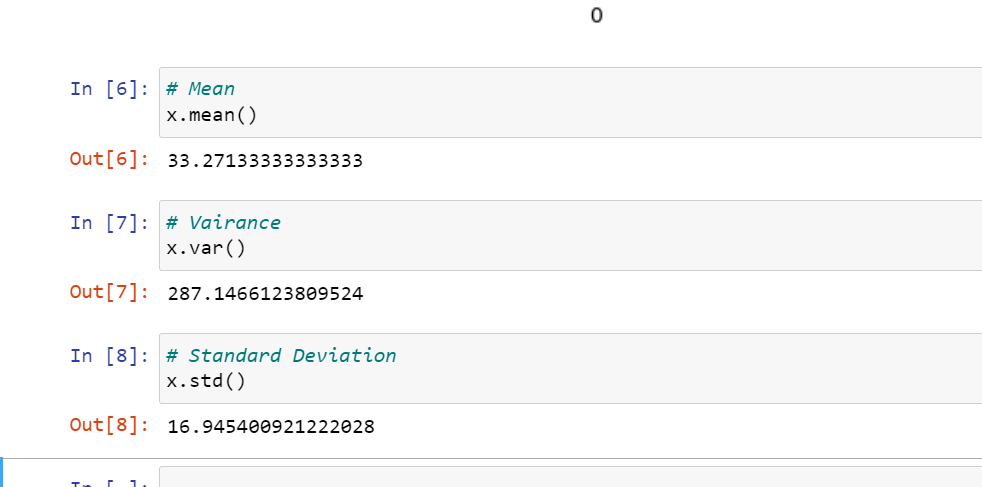 0
In [6]: # Mean
x.mean()
Out[6]: 33.27133333333333
In [7]: # Vairance
x.var()
Out[7]: 287.1466123809524
In [8]: # Standard Deviation
x.std()
Out[8]: 16.945400921222028
In [ ]: